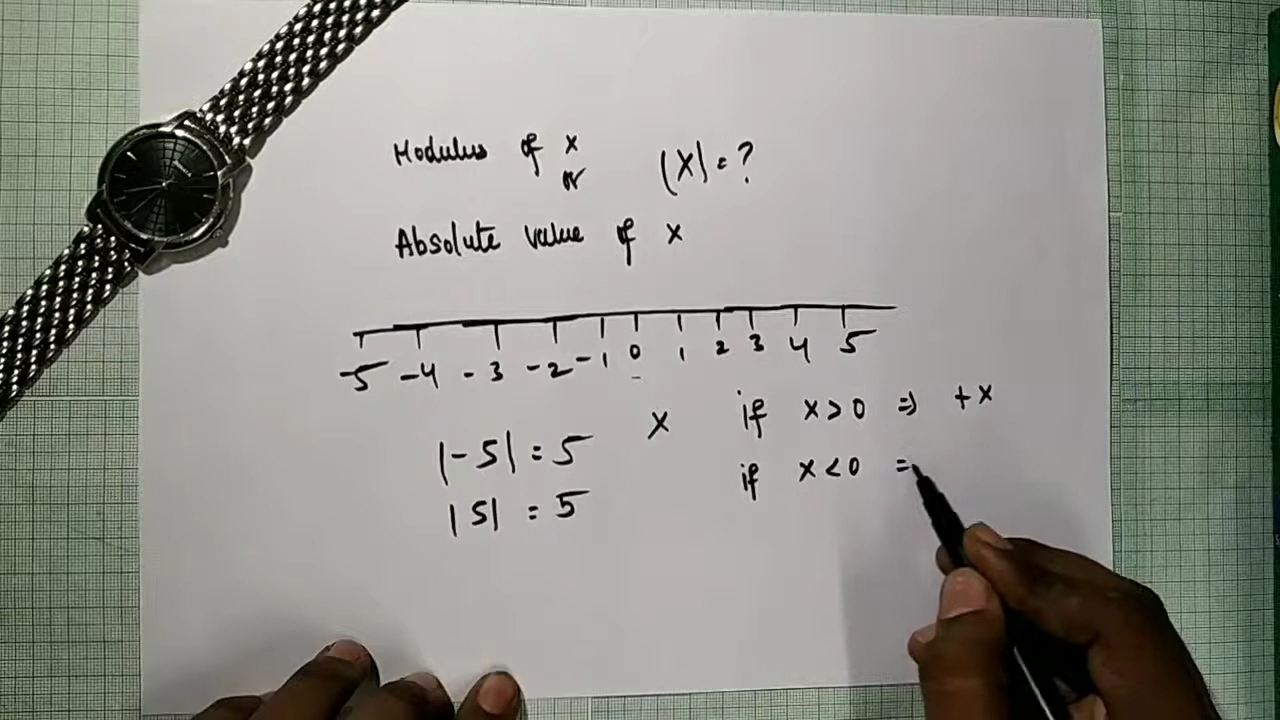 Modulus of x
or
|x| = ?
Absolute value of x
-5 -4 -3 -2 -1 0 1 2 3 4 5
|-5| = 5
|5| = 5
x if x > 0 ⇒ +x
if x < 0 =